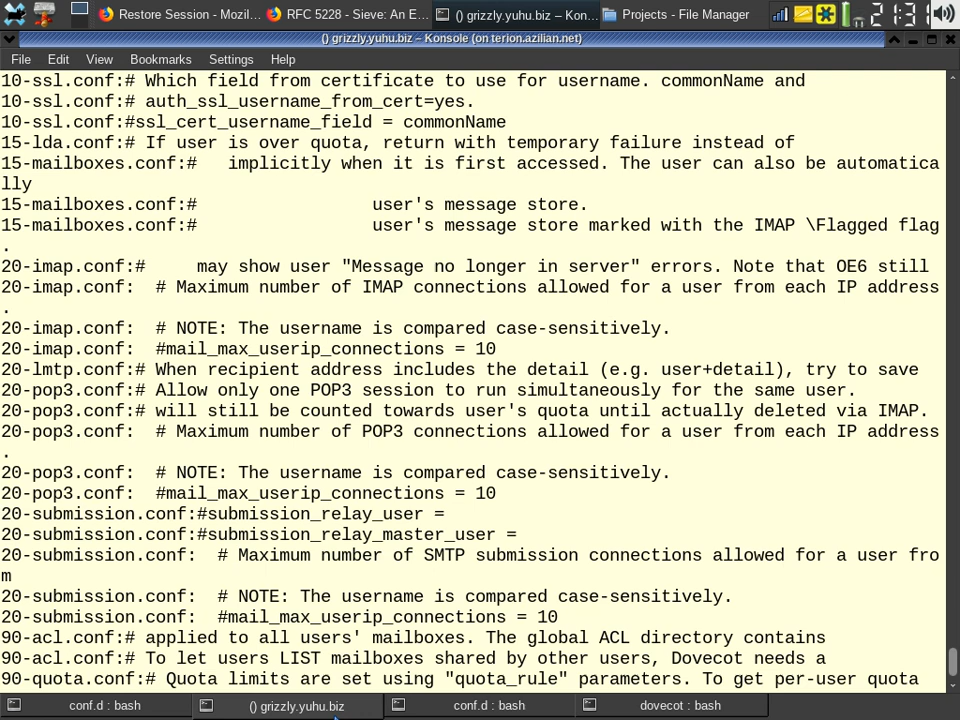 Restore Session - Mozil...
RFC 5228 - Sieve: An E...
() grizzly.yuhu.biz – Kon...
Projects - File Manager
() grizzly.yuhu.biz – Konsole (on terion.azilian.net)
File Edit View Bookmarks Settings Help
10-ssl.conf:# Which field from certificate to use for username. commonName and
10-ssl.conf:# auth_ssl_username_from_cert=yes.
10-ssl.conf:#ssl_cert_username_field = commonName
15-lda.conf:# If user is over quota, return with temporary failure instead of
15-mailboxes.conf:#   implicitly when it is first accessed. The user can also be automatica
lly
15-mailboxes.conf:#                 user's message store.
15-mailboxes.conf:#                 user's message store marked with the IMAP \Flagged flag
.
20-imap.conf:#     may show user "Message no longer in server" errors. Note that OE6 still
20-imap.conf:  # Maximum number of IMAP connections allowed for a user from each IP address
.
20-imap.conf:  # NOTE: The username is compared case-sensitively.
20-imap.conf:  #mail_max_userip_connections = 10
20-lmtp.conf:# When recipient address includes the detail (e.g. user+detail), try to save
20-pop3.conf:# Allow only one POP3 session to run simultaneously for the same user.
20-pop3.conf:# will still be counted towards user's quota until actually deleted via IMAP.
20-pop3.conf:  # Maximum number of POP3 connections allowed for a user from each IP address
.
20-pop3.conf:  # NOTE: The username is compared case-sensitively.
20-pop3.conf:  #mail_max_userip_connections = 10
20-submission.conf:#submission_relay_user =
20-submission.conf:#submission_relay_master_user =
20-submission.conf:  # Maximum number of SMTP submission connections allowed for a user fro
m
20-submission.conf:  # NOTE: The username is compared case-sensitively.
20-submission.conf:  #mail_max_userip_connections = 10
90-acl.conf:# applied to all users' mailboxes. The global ACL directory contains
90-acl.conf:# To let users LIST mailboxes shared by other users, Dovecot needs a
90-quota.conf:# Quota limits are set using "quota_rule" parameters. To get per-user quota
conf.d : bash
() grizzly.yuhu.biz
conf.d : bash
dovecot : bash